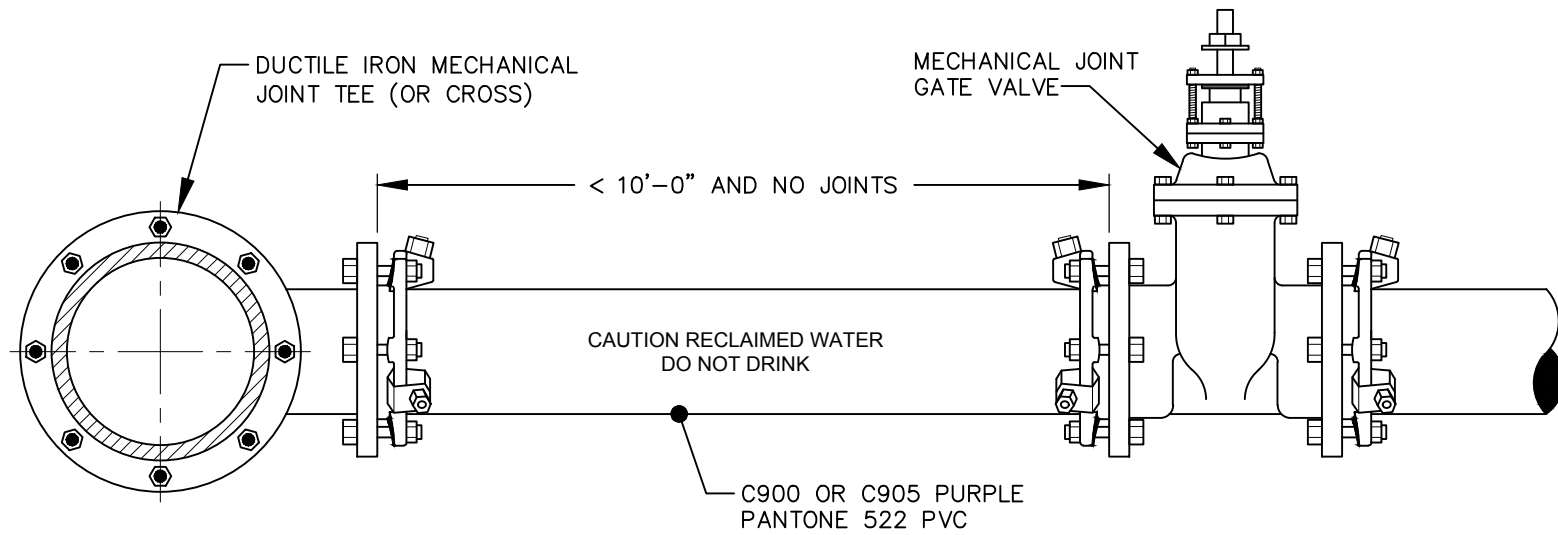 DUCTILE IRON MECHANICAL
JOINT TEE (OR CROSS)
MECHANICAL JOINT
GATE VALVE
< 10'-0" AND NO JOINTS
CAUTION RECLAIMED WATER
DO NOT DRINK
C900 OR C905 PURPLE
PANTONE 522 PVC